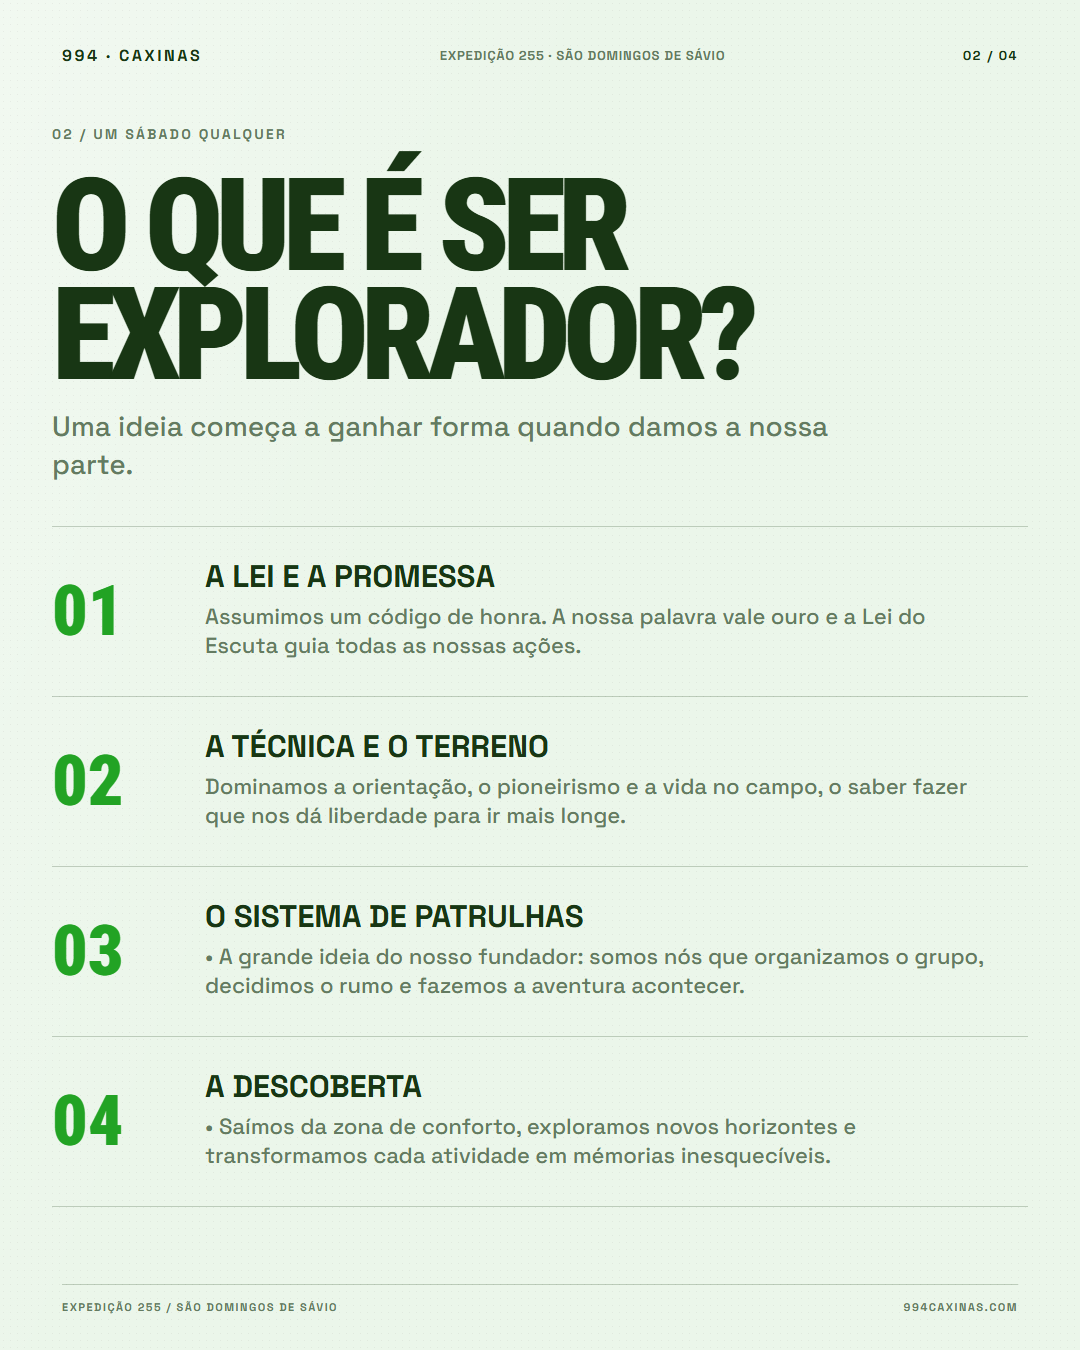 994 · CAXINAS
EXPEDIÇÃO 255 · SÃO DOMINGOS DE SÁVIO
02 / 04
02 / UM SÁBADO QUALQUER
O QUE É SER
EXPLORADOR?
Uma ideia começa a ganhar forma quando damos a nossa
parte.
01
A LEI E A PROMESSA
Assumimos um código de honra. A nossa palavra vale ouro e a Lei do
Escuta guia todas as nossas ações.
02
A TÉCNICA E O TERRENO
Dominamos a orientação, o pioneirismo e a vida no campo, o saber fazer
que nos dá liberdade para ir mais longe.
03
O SISTEMA DE PATRULHAS
• A grande ideia do nosso fundador: somos nós que organizamos o grupo,
decidimos o rumo e fazemos a aventura acontecer.
04
A DESCOBERTA
• Saímos da zona de conforto, exploramos novos horizontes e
transformamos cada atividade em mémorias inesquecíveis.
EXPEDIÇÃO 255 / SÃO DOMINGOS DE SÁVIO
994CAXINAS.COM